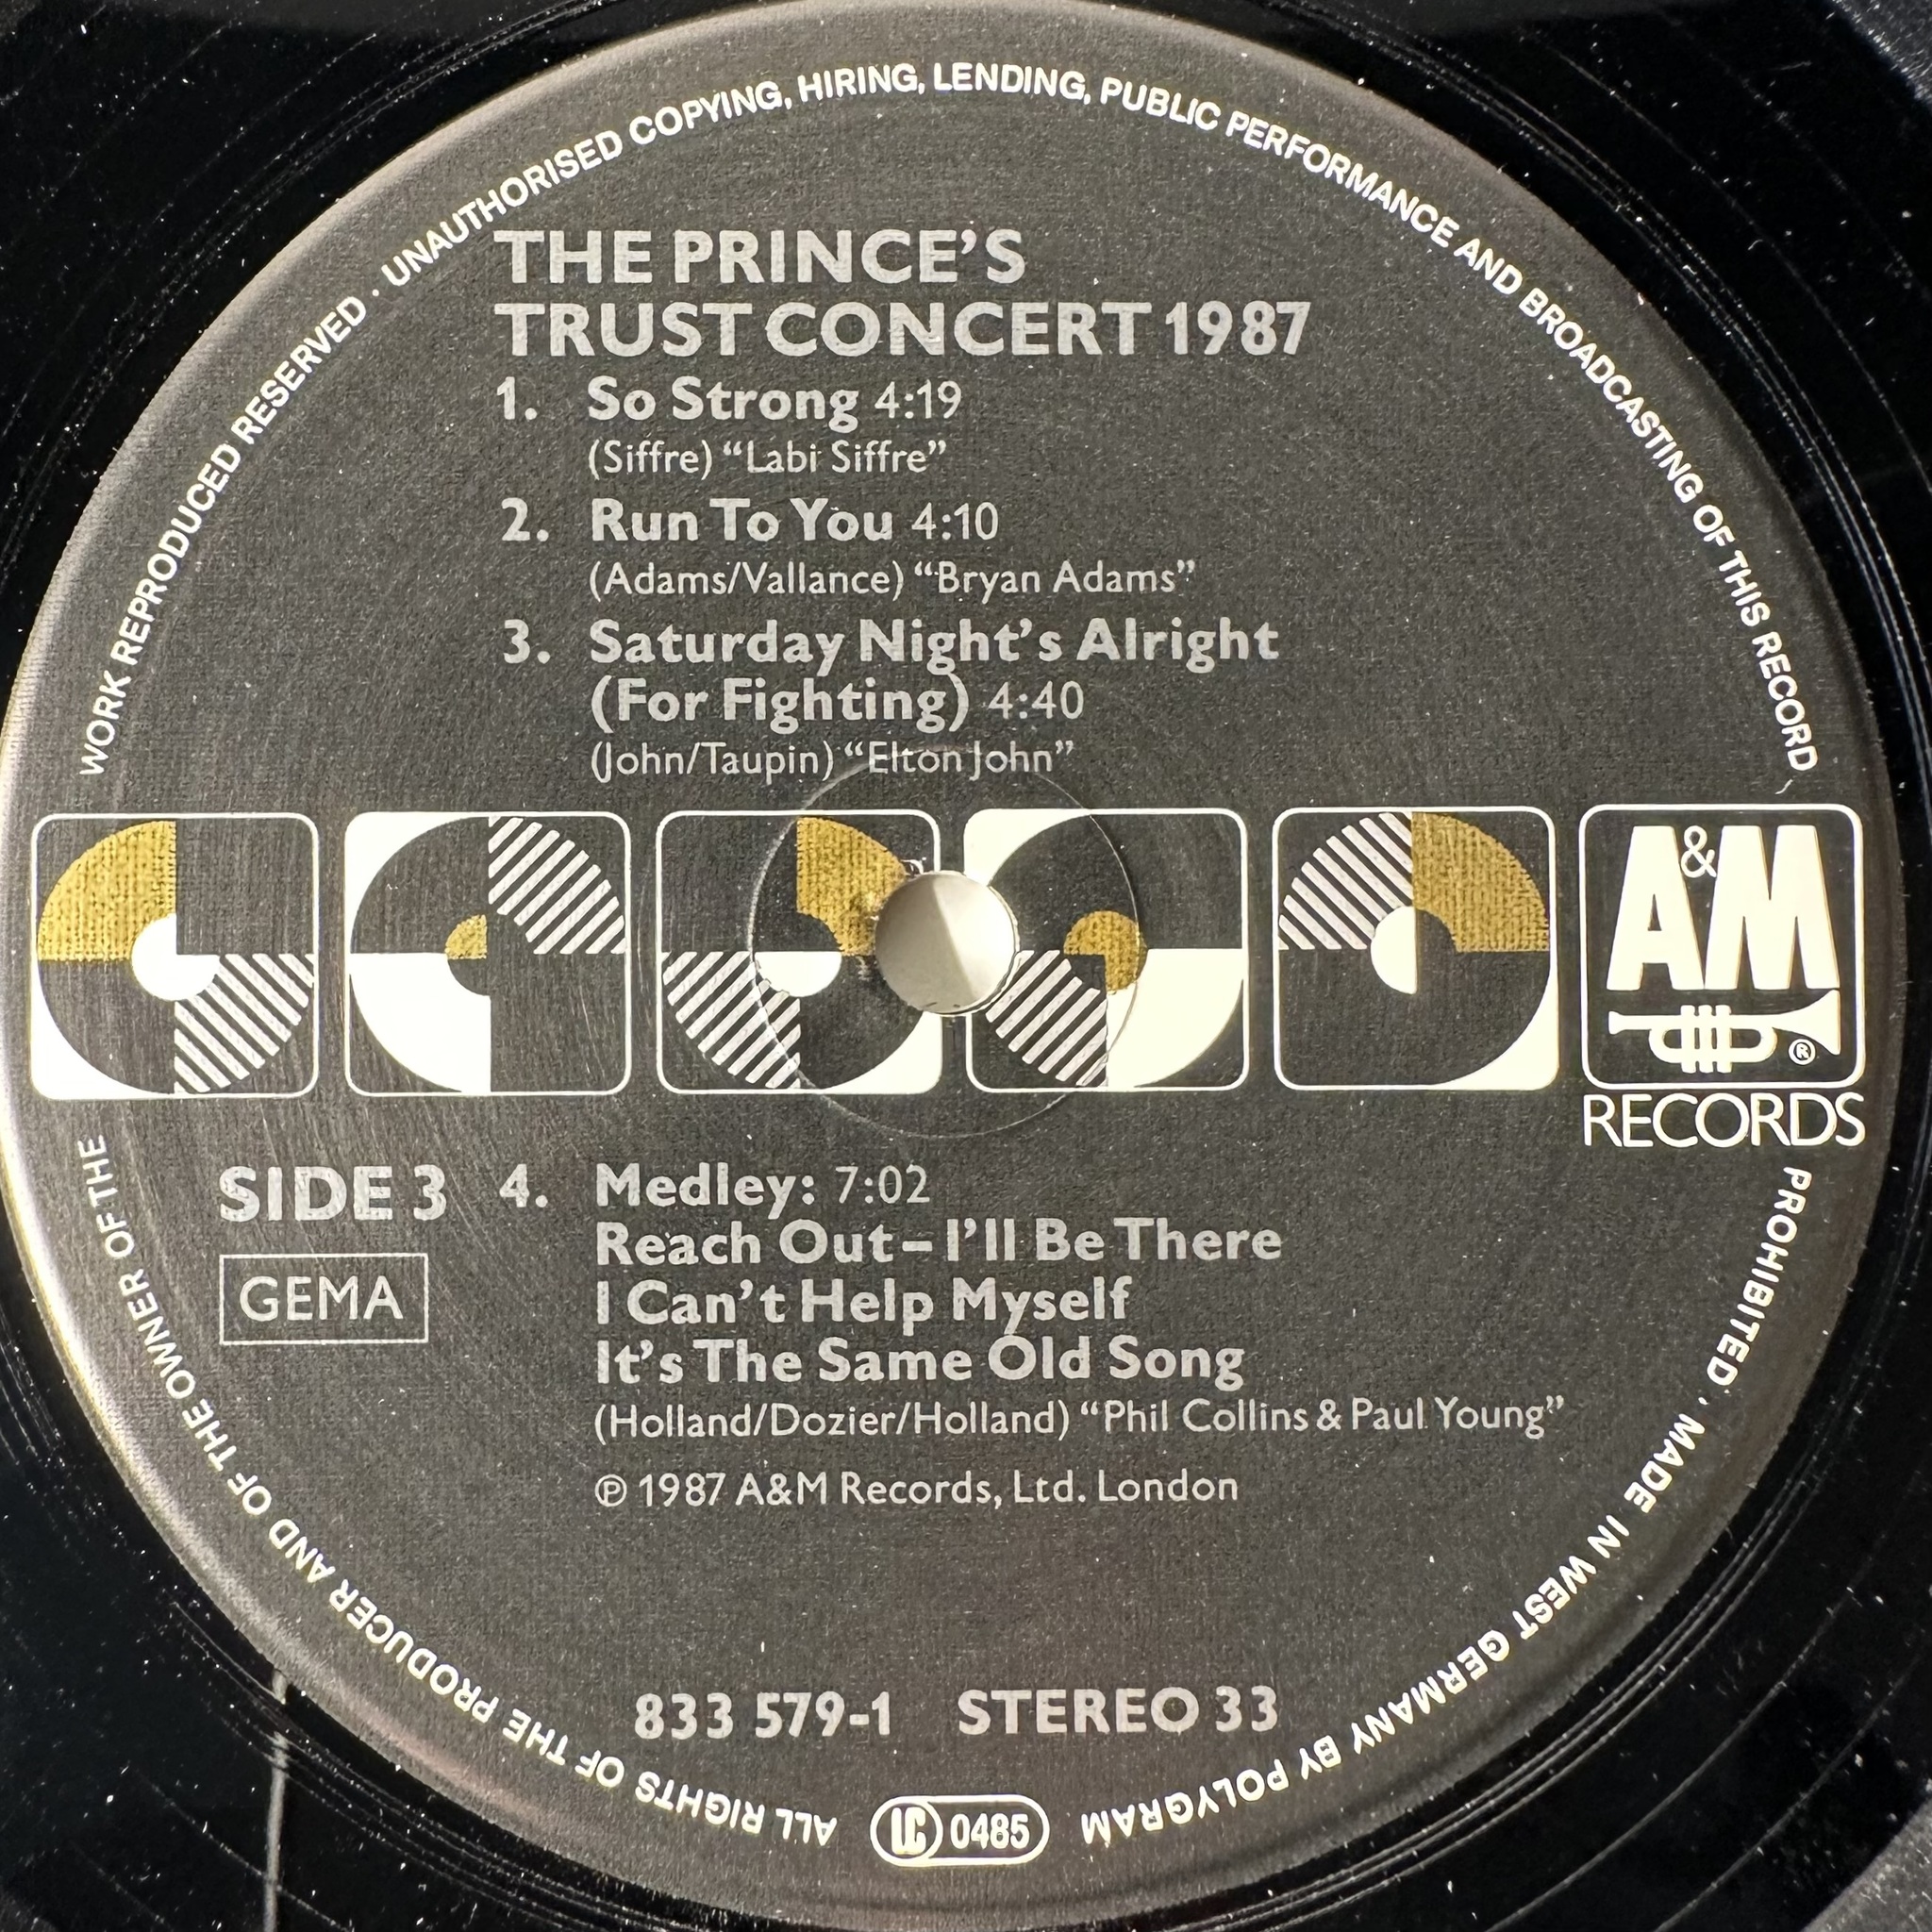 WORK REPRODUCED RESERVED · UNAUTHORISED COPYING, HIRING, LENDING, PUBLIC PERFORMANCE AND BROADCASTING OF THIS RECORD
THE PRINCE’S
TRUST CONCERT 1987
1. So Strong 4:19
(Siffre) “Labi Siffre”
2. Run To You 4:10
(Adams/Vallance) “Bryan Adams”
3. Saturday Night’s Alright
(For Fighting) 4:40
(John/Taupin) “Elton John”
A&M
®
RECORDS
SIDE 3
GEMA
4. Medley: 7:02
Reach Out–I’ll Be There
I Can’t Help Myself
It’s The Same Old Song
(Holland/Dozier/Holland) “Phil Collins & Paul Young”
℗ 1987 A&M Records, Ltd. London
833 579-1 STEREO 33
LC 0485
PROHIBITED · MADE IN WEST GERMANY BY POLYGRAM
ALL RIGHTS OF THE PRODUCER AND OF THE OWNER OF THE